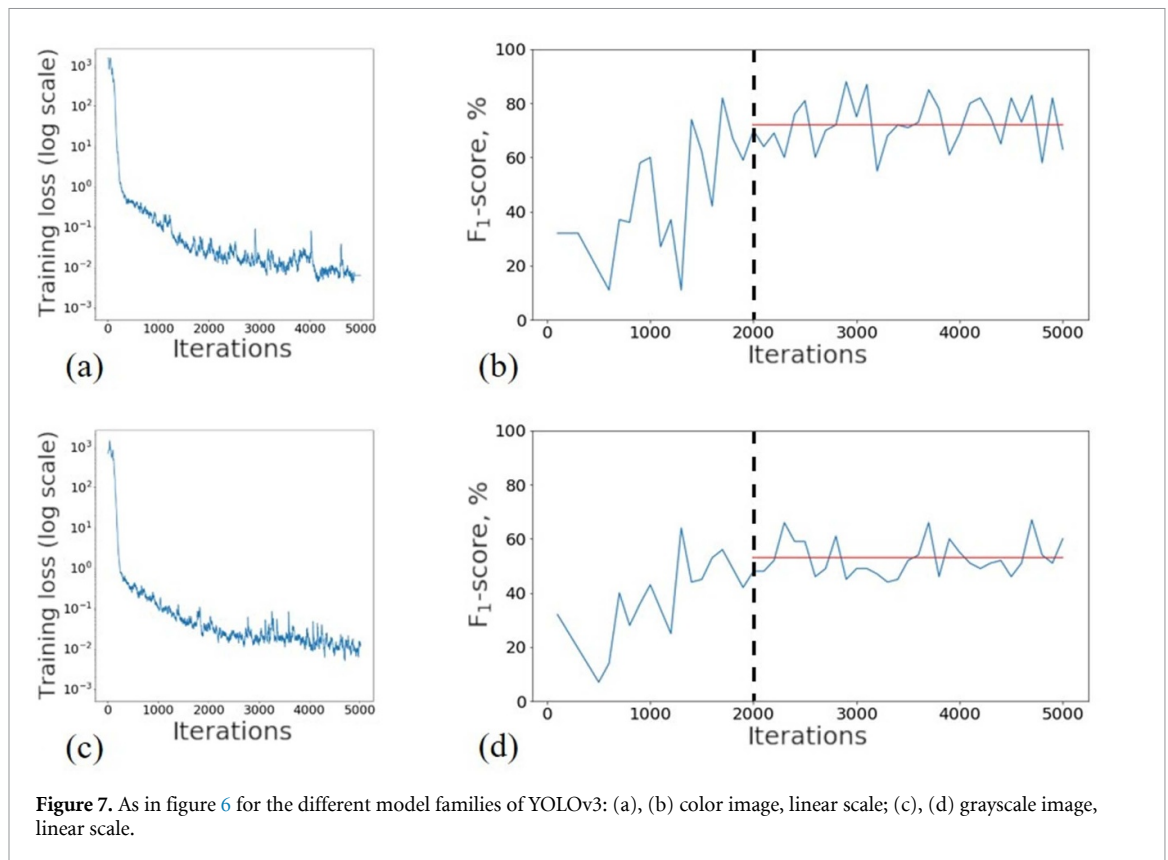 Training loss (log scale)
10³
10²
10¹
10⁰
10⁻¹
10⁻²
10⁻³
0 1000 2000 3000 4000 5000
Iterations
(a)
F₁-score, %
100
80
60
40
20
0
0 1000 2000 3000 4000 5000
Iterations
(b)
Training loss (log scale)
10³
10²
10¹
10⁰
10⁻¹
10⁻²
10⁻³
0 1000 2000 3000 4000 5000
Iterations
(c)
F₁-score, %
100
80
60
40
20
0
0 1000 2000 3000 4000 5000
Iterations
(d)
Figure 7. As in figure 6 for the different model families of YOLOv3: (a), (b) color image, linear scale; (c), (d) grayscale image,
linear scale.